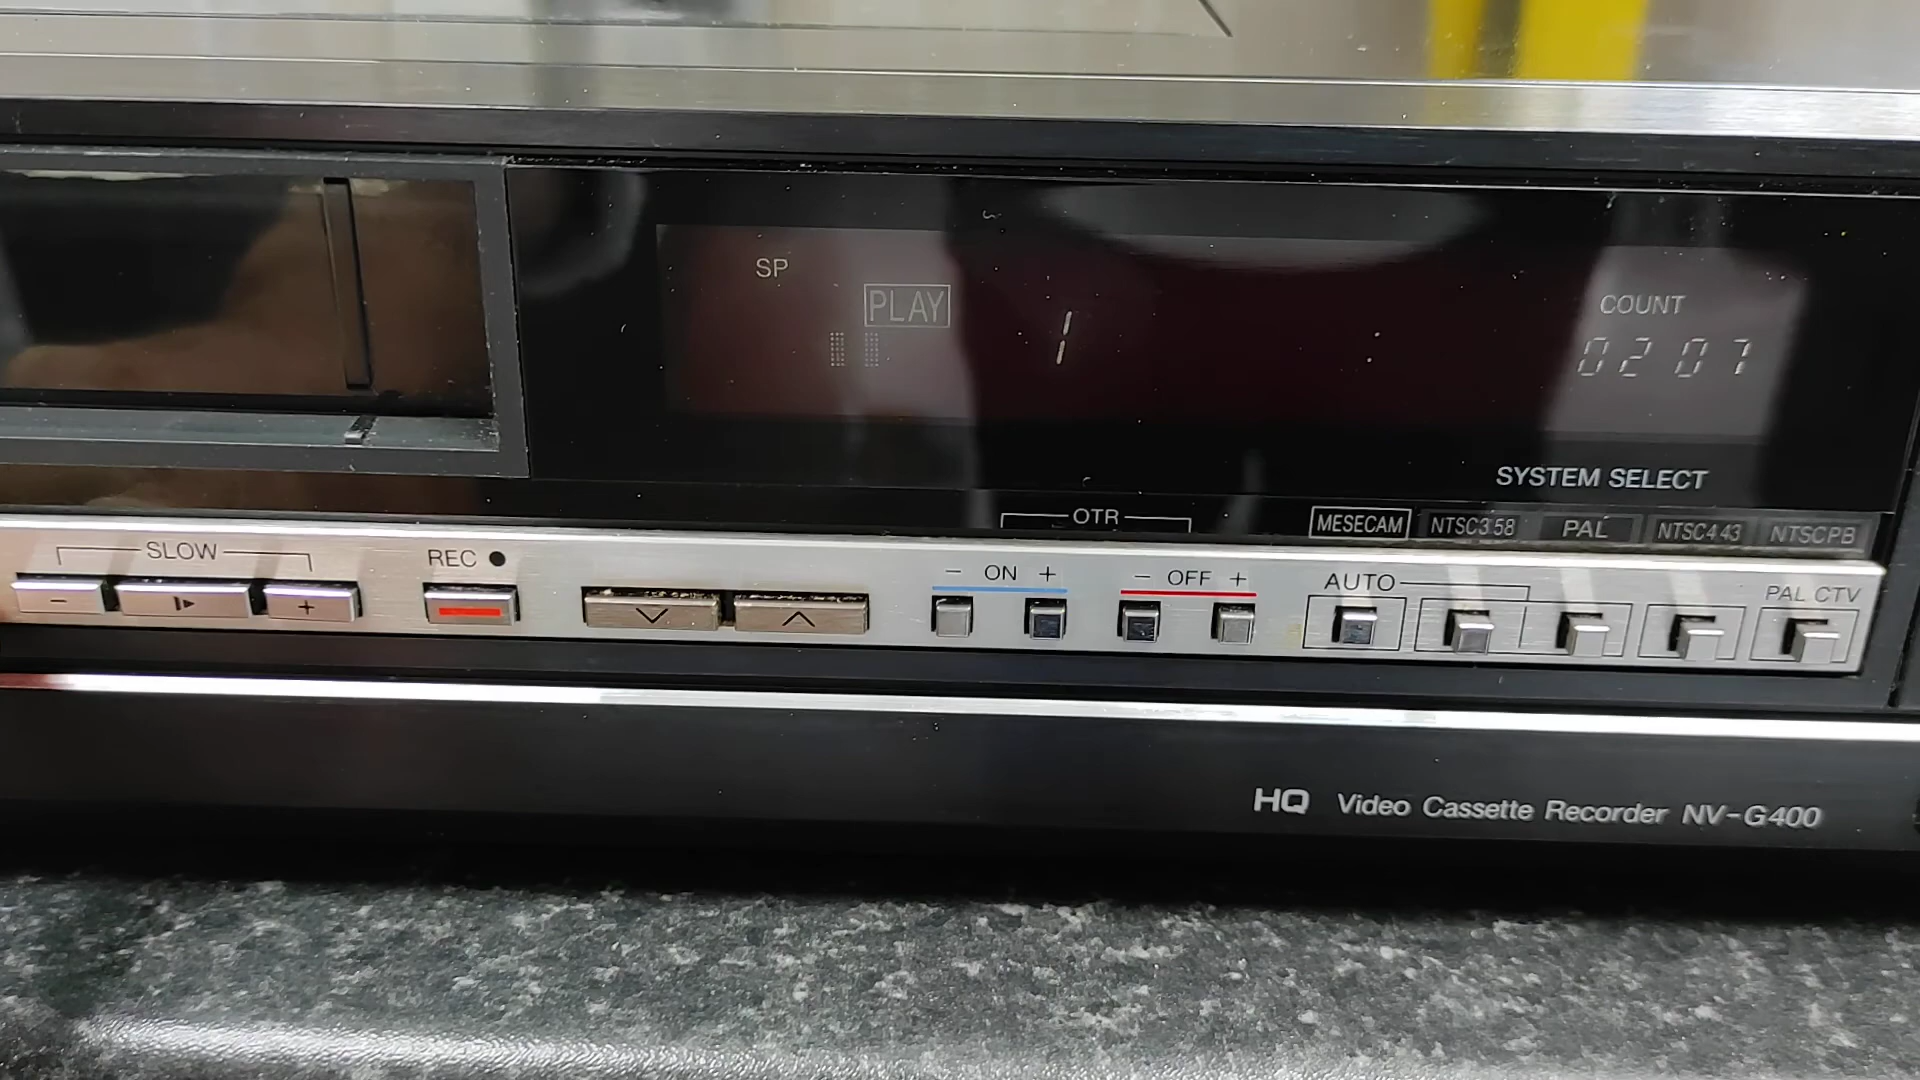 SP
PLAY
1
COUNT
0207
SYSTEM SELECT
OTR
MESECAM NTSC3.58 PAL NTSC4.43 NTSCPB
SLOW
REC ●
- ON +
- OFF +
AUTO
PAL CTV
- +
HQ Video Cassette Recorder NV-G400